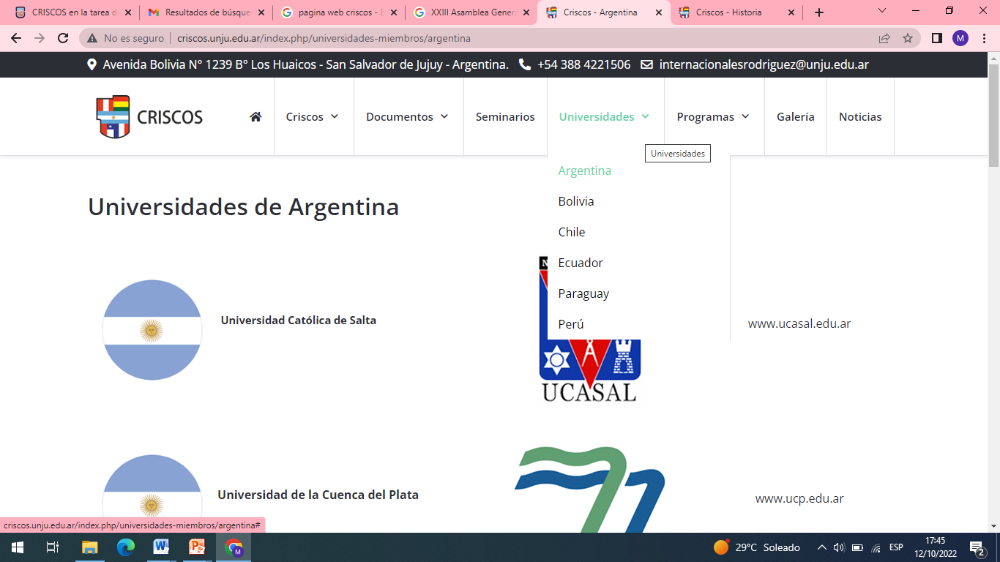 CRISCOS en la tarea d
Resultados de búsque
pagina web criscos - B
XXIII Asamblea Genera
Criscos - Argentina
Criscos - Historia
No es seguro
criscos.unju.edu.ar/index.php/universidades-miembros/argentina
M
Avenida Bolivia N° 1239 B° Los Huaicos - San Salvador de Jujuy - Argentina. +54 388 4221506 internacionalesrodriguez@unju.edu.ar
CRISCOS
Criscos
Documentos
Seminarios
Universidades
Programas
Galería
Noticias
Universidades
Argentina
Bolivia
Chile
Ecuador
Paraguay
Perú
Universidades de Argentina
Universidad Católica de Salta
UCASAL
www.ucasal.edu.ar
Universidad de la Cuenca del Plata
www.ucp.edu.ar
criscos.unju.edu.ar/index.php/universidades-miembros/argentina#
29°C Soleado
ESP
17:45
12/10/2022
2